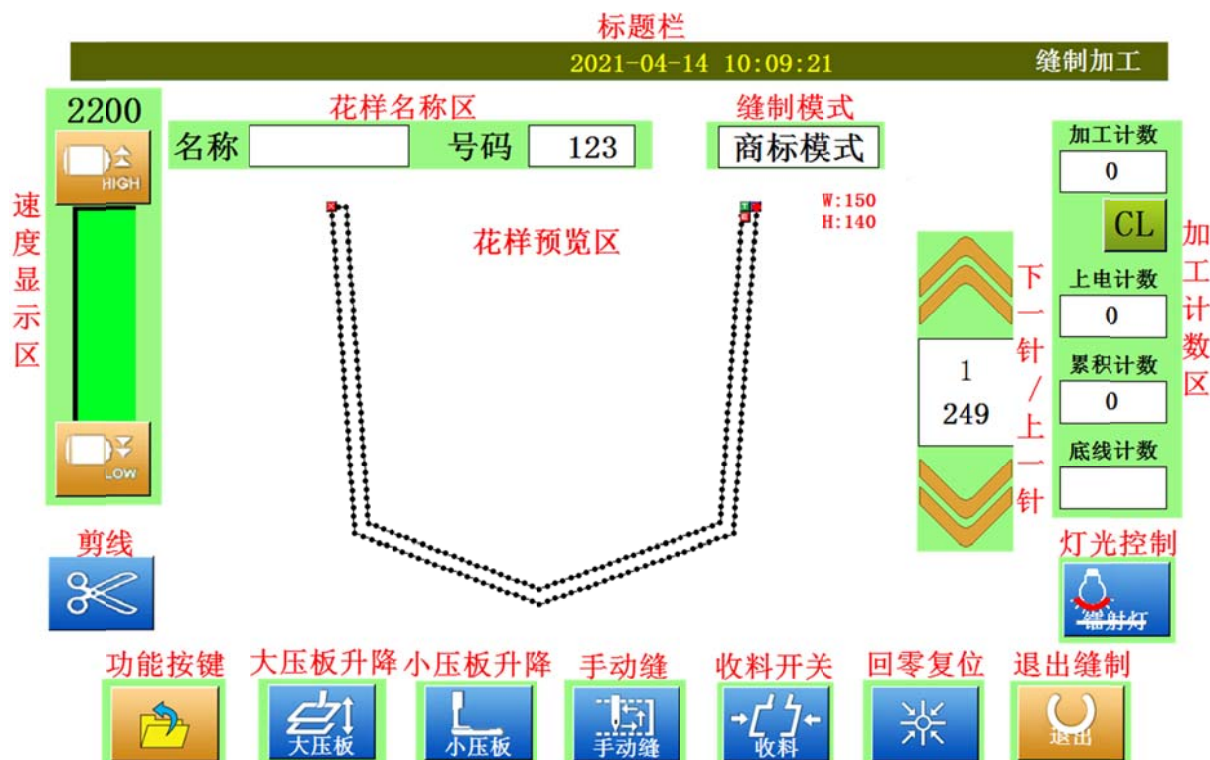 标题栏
2021-04-14 10:09:21 缝制加工
2200
花样名称区
缝制模式
名称
号码 123
商标模式
加工计数
0
HIGH
CL
W:150
H:140
速度显示区
花样预览区
下一针/上一针
加工计数区
上电计数
0
1
249
累积计数
0
底线计数
LOW
剪线
灯光控制
镭射灯
功能按键 大压板升降 小压板升降 手动缝 收料开关 回零复位 退出缝制
大压板 小压板 手动缝 收料 退出